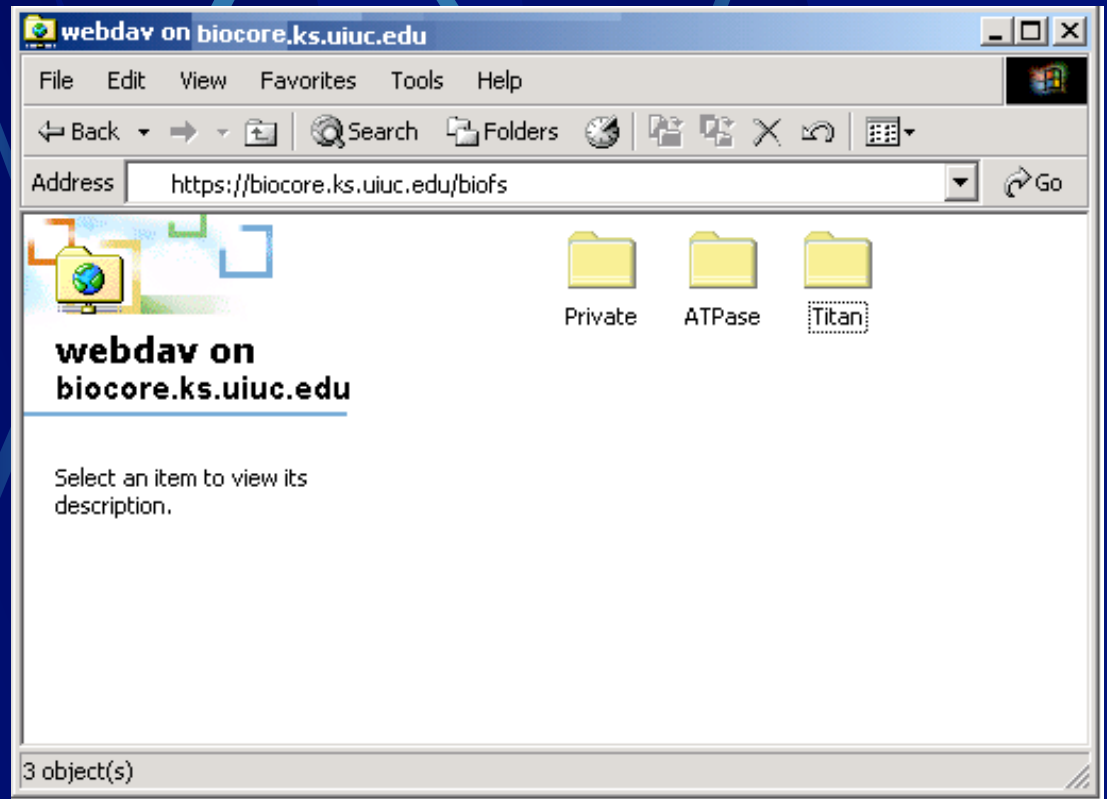 webdav on biocore.ks.uiuc.edu
File Edit View Favorites Tools Help
Back Search Folders
Address https://biocore.ks.uiuc.edu/biofs Go
Private ATPase Titan
webdav on
biocore.ks.uiuc.edu
Select an item to view its
description.
3 object(s)